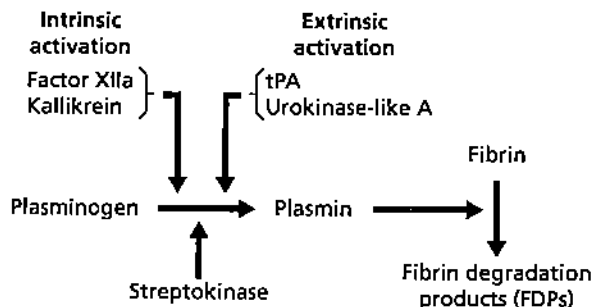 Intrinsic
activation
Extrinsic
activation
Factor XIIa
Kallikrein
tPA
Urokinase-like A
Fibrin
Plasminogen
Plasmin
Streptokinase
Fibrin degradation
products (FDPs)